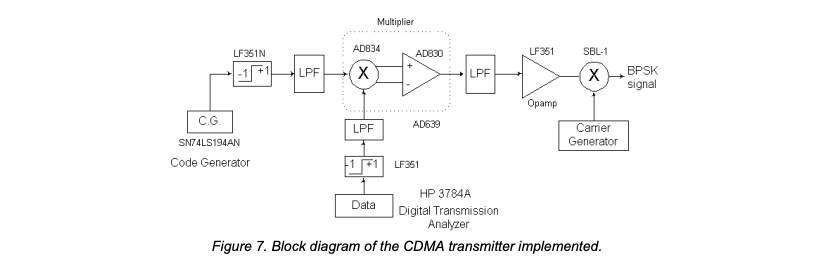 Multiplier
LF351N
AD834
AD830
LF351
SBL-1
-1 +1
LPF
X
+
-
LPF
X
BPSK
signal
Opamp
C.G.
LPF
AD639
Carrier
Generator
SN74LS194AN
Code Generator
-1 +1
LF351
Data
HP 3784A
Digital Transmission
Analyzer
Figure 7. Block diagram of the CDMA transmitter implemented.